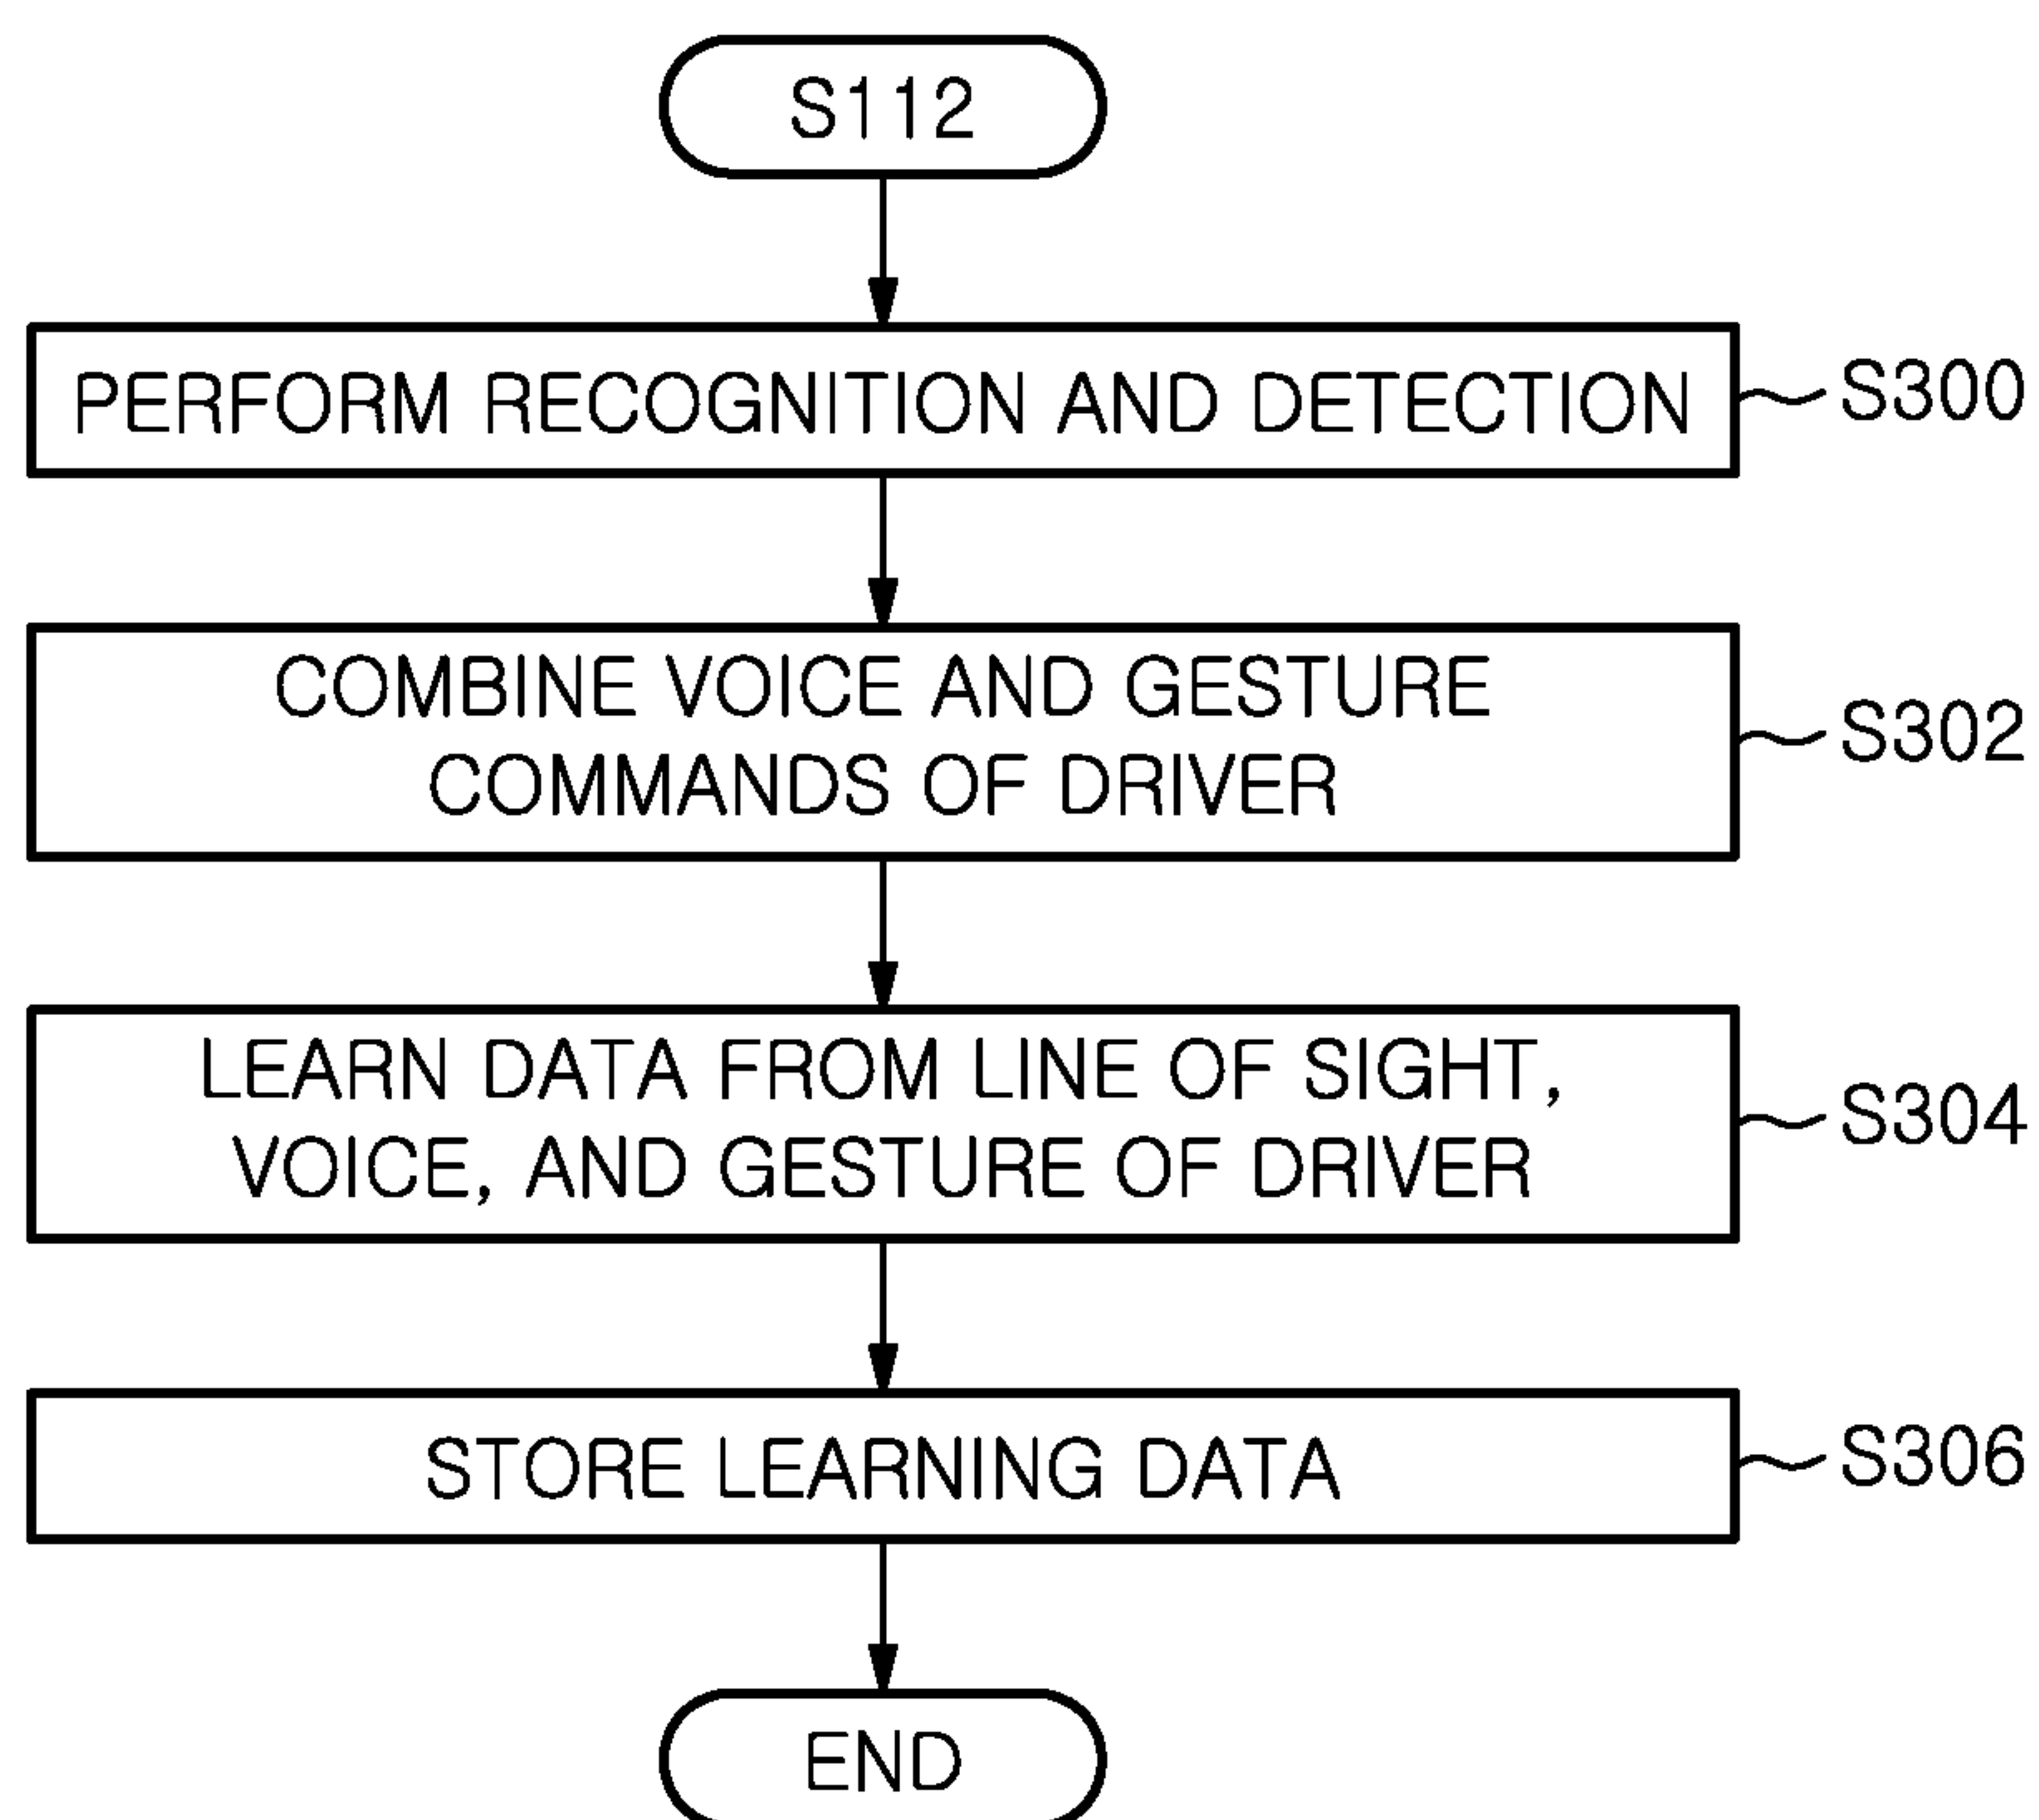 S112
PERFORM RECOGNITION AND DETECTION
S300
COMBINE VOICE AND GESTURE
COMMANDS OF DRIVER
S302
LEARN DATA FROM LINE OF SIGHT,
VOICE, AND GESTURE OF DRIVER
S304
STORE LEARNING DATA
S306
END